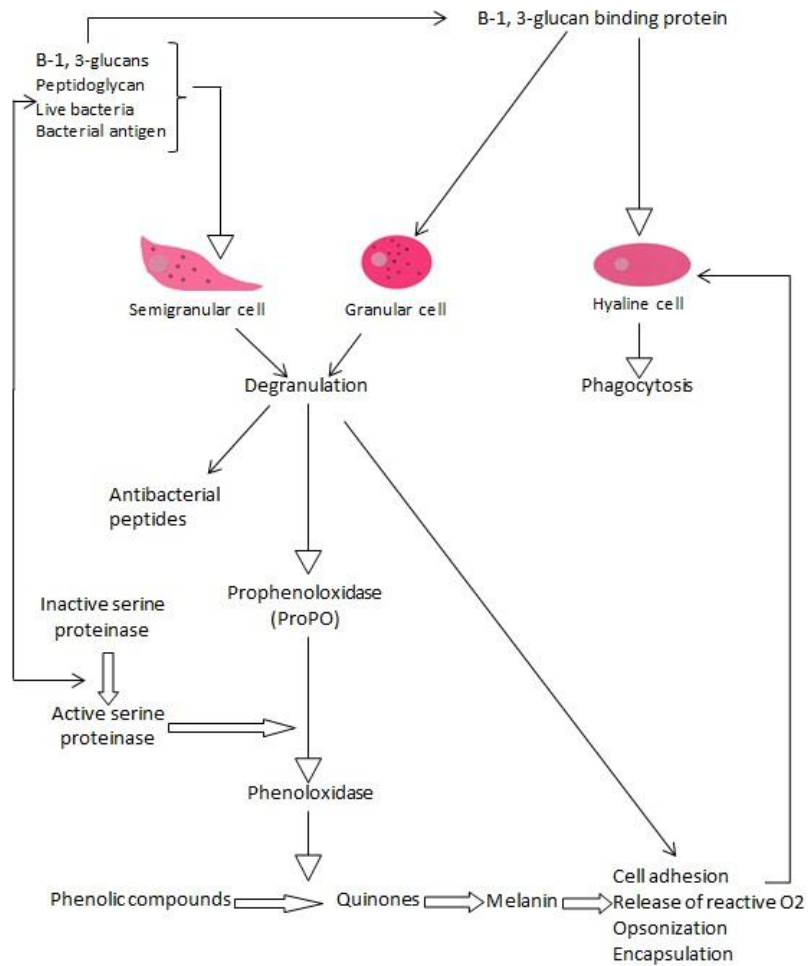 B-1, 3-glucan binding protein
B-1, 3-glucans
Peptidoglycan
Live bacteria
Bacterial antigen
Semigranular cell
Granular cell
Hyaline cell
Degranulation
Phagocytosis
Antibacterial
peptides
Prophenoloxidase
(ProPO)
Inactive serine
proteinase
Active serine
proteinase
Phenoloxidase
Phenolic compounds
Quinones
Melanin
Cell adhesion
Release of reactive O2
Opsonization
Encapsulation